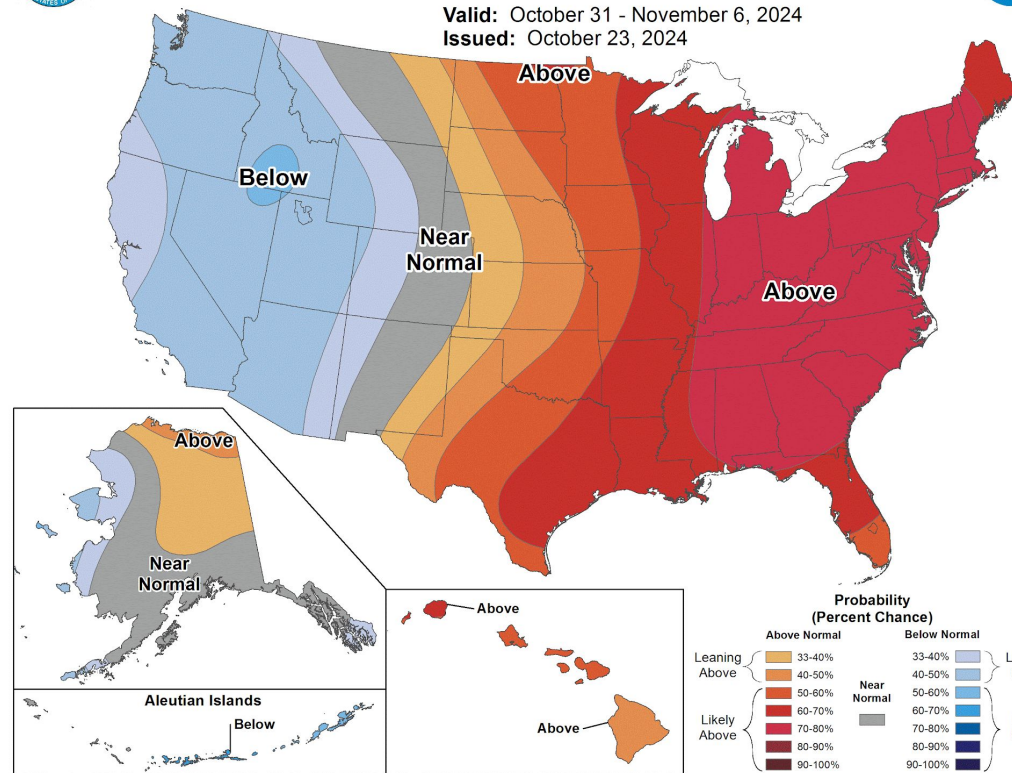 STATES OF
Valid: October 31 - November 6, 2024
Issued: October 23, 2024
Above
Below
Near
Normal
Above
Above
Near
Normal
Aleutian Islands
Below
Above
Above
Probability
(Percent Chance)
Above Normal
Below Normal
Leaning
Above
33-40%
40-50%
Likely
Above
50-60%
60-70%
70-80%
80-90%
90-100%
Near
Normal
33-40%
40-50%
50-60%
60-70%
70-80%
80-90%
90-100%